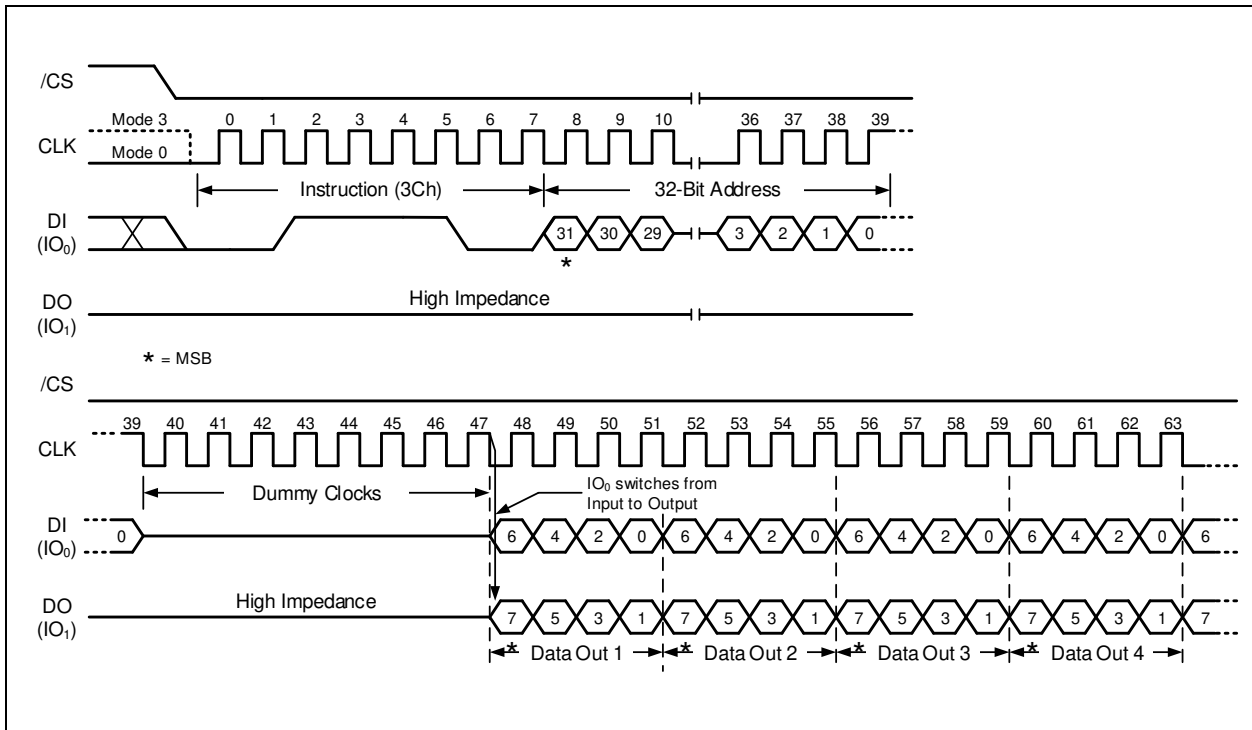 /CS
Mode 3 0 1 2 3 4 5 6 7 8 9 10 36 37 38 39
CLK
Mode 0
Instruction (3Ch) 32-Bit Address
DI
(IO₀)
31 30 29 3 2 1 0
*
High Impedance
DO
(IO₁)
* = MSB
/CS
39 40 41 42 43 44 45 46 47 48 49 50 51 52 53 54 55 56 57 58 59 60 61 62 63
CLK
Dummy Clocks
IO₀ switches from
Input to Output
DI
(IO₀)
0 6 4 2 0 6 4 2 0 6 4 2 0 6 4 2 0 6
High Impedance
DO
(IO₁)
7 5 3 1 7 5 3 1 7 5 3 1 7 5 3 1 7
* Data Out 1 * Data Out 2 * Data Out 3 * Data Out 4